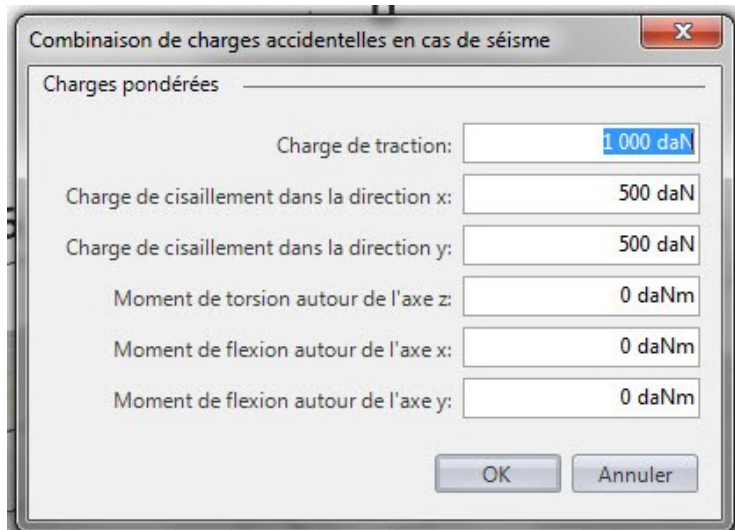 Combinaison de charges accidentelles en cas de séisme
Charges pondérées
Charge de traction: 1 000 daN
Charge de cisaillement dans la direction x: 500 daN
Charge de cisaillement dans la direction y: 500 daN
Moment de torsion autour de l'axe z: 0 daNm
Moment de flexion autour de l'axe x: 0 daNm
Moment de flexion autour de l'axe y: 0 daNm
OK Annuler